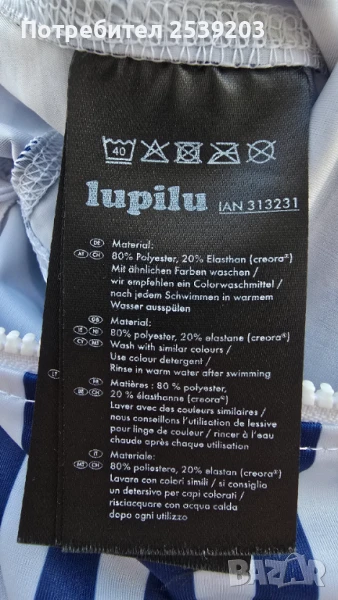 Потребител 2539203
40
lupilu IAN 313231
DE
AT CH
Material:
80% Polyester, 20% Elasthan (creora®)
Mit ähnlichen Farben waschen /
wir empfehlen ein Colorwaschmittel /
nach jedem Schwimmen in warmem
Wasser ausspülen
Material:
80% polyester, 20% elastane (creora®)
Wash with similar colours /
Use colour detergent /
Rinse in warm water after swimming
Matières : 80 % polyester,
20 % élasthanne (creora®)
Laver avec des couleurs similaires /
nous conseillons l'utilisation de lessive
pour linge de couleur / rincer à l'eau
chaude après chaque utilisation
Materiale:
80% poliestere, 20% elastan (creora®)
Lavare con colori simili / si consiglia
un detersivo per capi colorati /
risciacquare con acqua calda
dopo ogni utilizzo
BAZAR